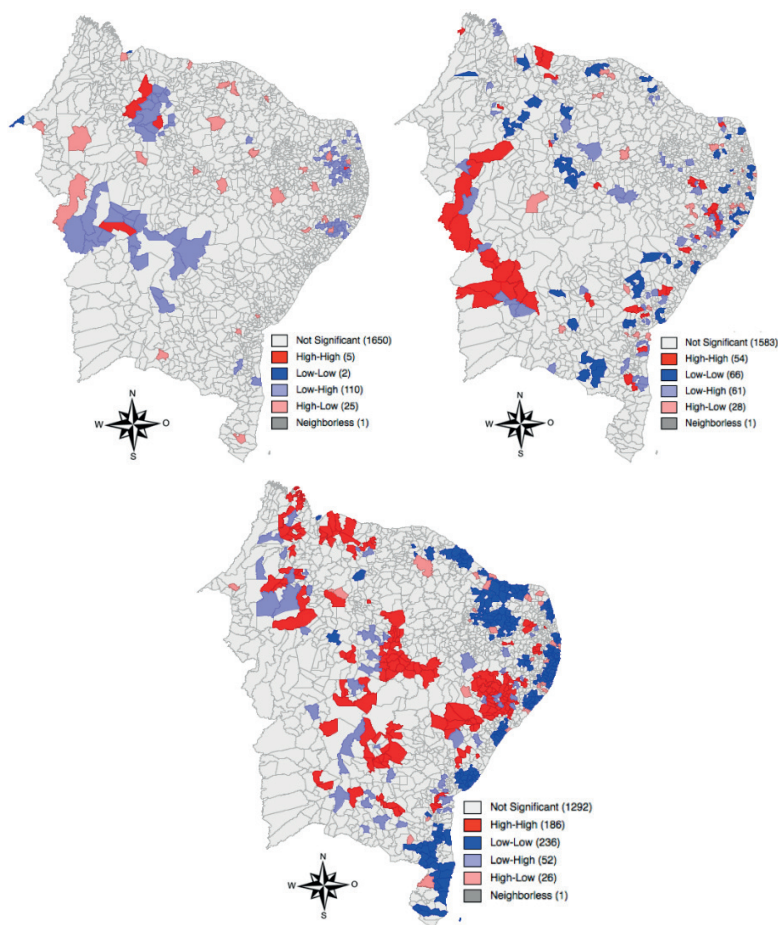 Not Significant (1650)
High-High (5)
Low-Low (2)
Low-High (110)
High-Low (25)
Neighborless (1)
N
W
O
S
Not Significant (1583)
High-High (54)
Low-Low (66)
Low-High (61)
High-Low (28)
Neighborless (1)
N
W
O
S
Not Significant (1292)
High-High (186)
Low-Low (236)
Low-High (52)
High-Low (26)
Neighborless (1)
N
W
O
S